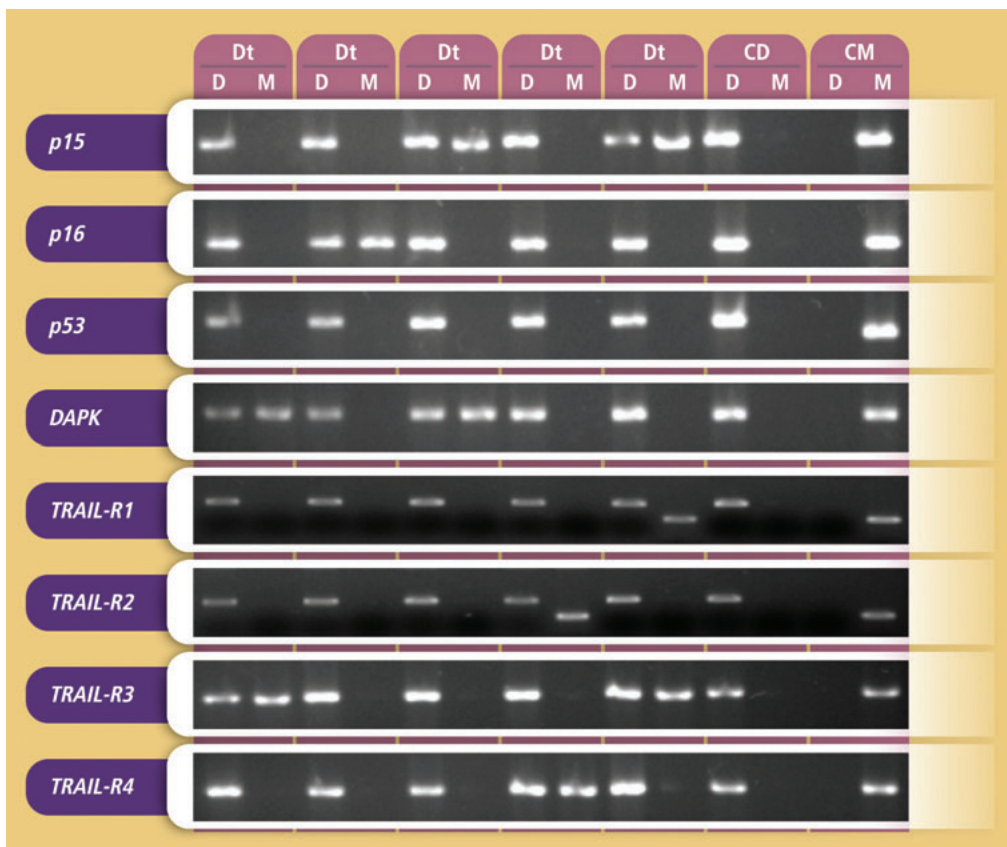 Dt Dt Dt Dt Dt CD CM
D M D M D M D M D M D M D M
p15
p16
p53
DAPK
TRAIL-R1
TRAIL-R2
TRAIL-R3
TRAIL-R4